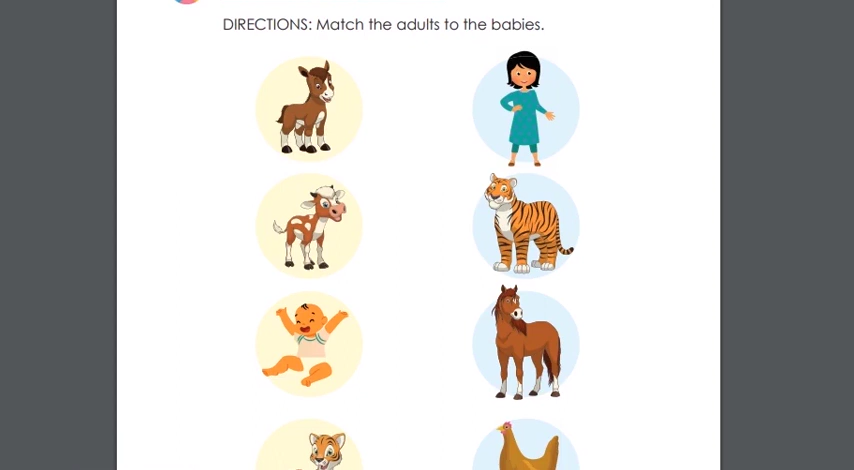 DIRECTIONS: Match the adults to the babies.